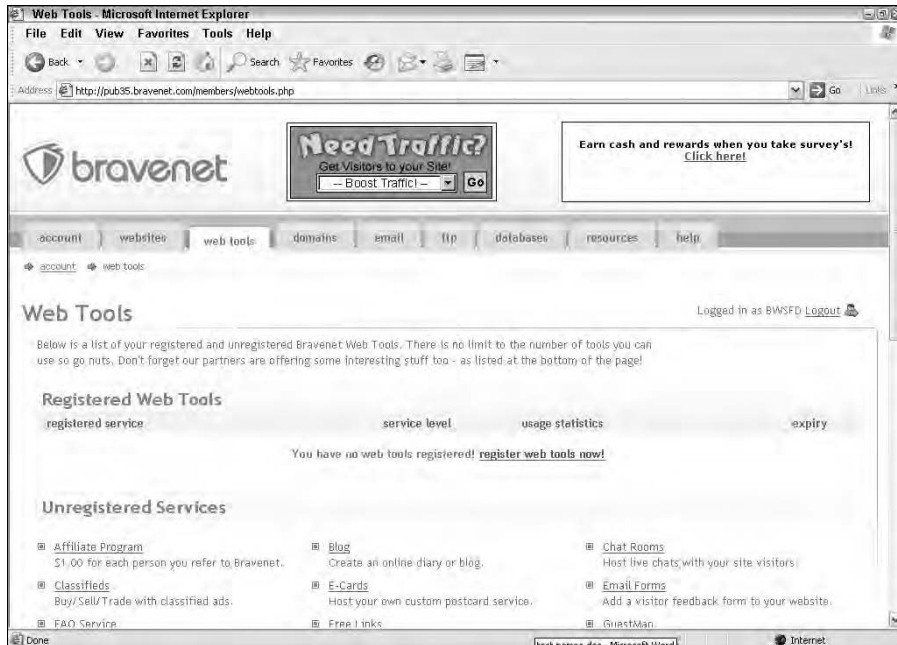 Web Tools - Microsoft Internet Explorer
File Edit View Favorites Tools Help
Back Search Favorites
Address http://pub35.bravenet.com/members/webtools.php Go Links
bravenet
Need Traffic?
Get Visitors to your Site!
-- Boost Traffic! -- Go
Earn cash and rewards when you take survey's!
Click here!
account websites web tools domains email ftp databases resources help
account web tools
Web Tools
Logged in as BWSFD Logout
Below is a list of your registered and unregistered Bravenet Web Tools. There is no limit to the number of tools you can
use so go nuts. Don't forget our partners are offering some interesting stuff too - as listed at the bottom of the page!
Registered Web Tools
registered service service level usage statistics expiry
You have no web tools registered! register web tools now!
Unregistered Services
Affiliate Program
$1.00 for each person you refer to Bravenet.
Blog
Create an online diary or blog.
Chat Rooms
Host live chats with your site visitors.
Classifieds
Buy/Sell/Trade with classified ads.
E-Cards
Host your own custom postcard service.
Email Forms
Add a visitor feedback form to your website.
FAQ Service
Free Links
GuestMap
Done
Microsoft Word
Internet